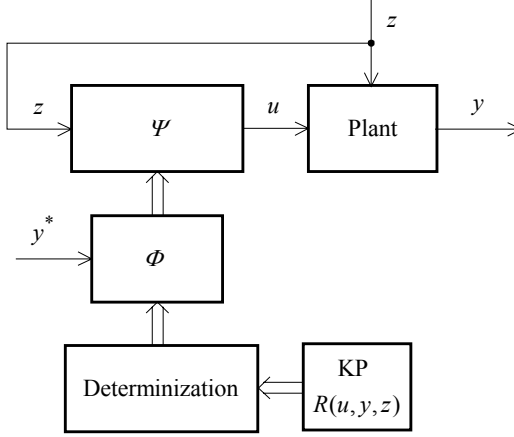 z
z
Ψ
u
Plant
y
y*
Φ
Determinization
KP
R(u, y, z)